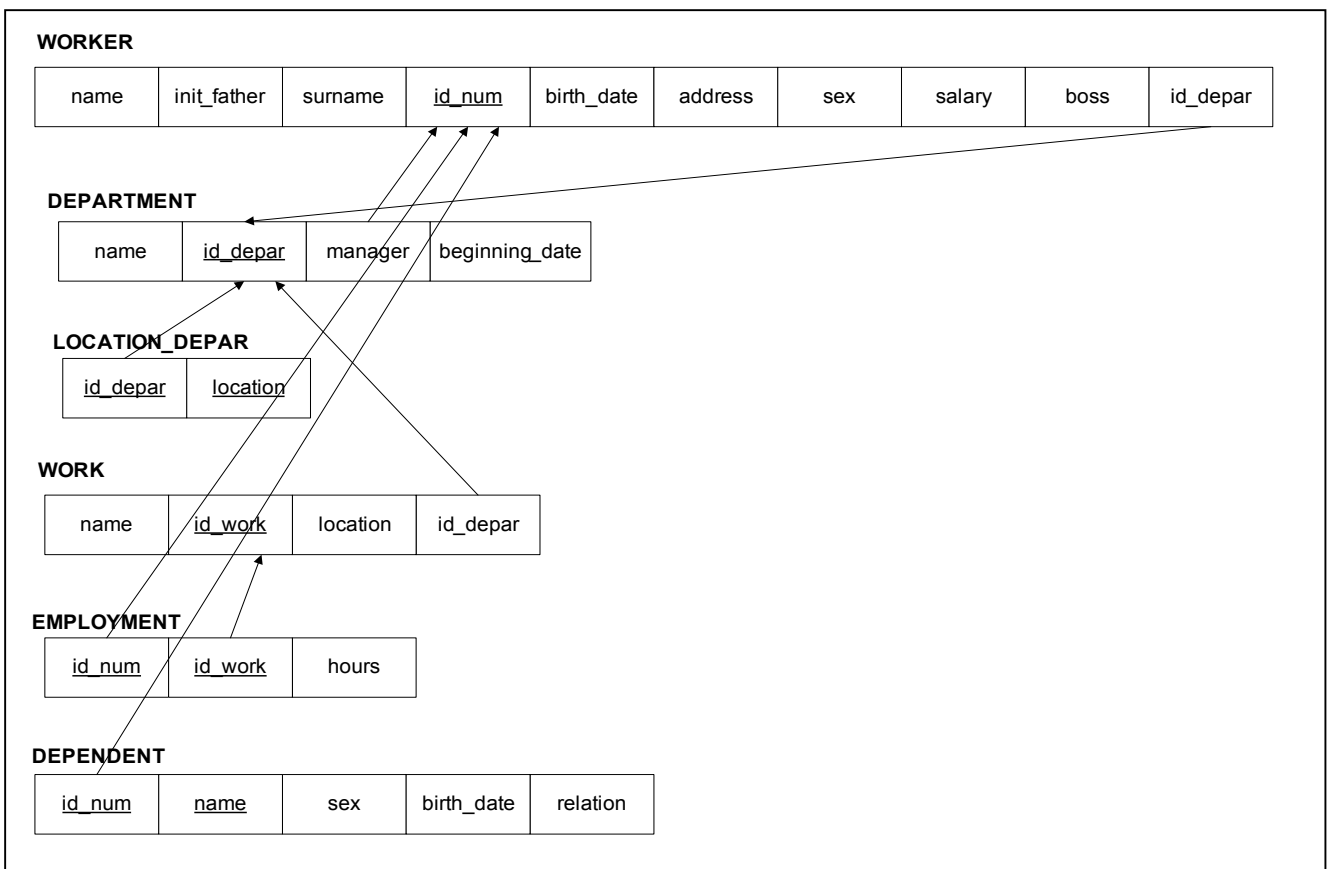 WORKER
name init_father surname id_num birth_date address sex salary boss id_depar
DEPARTMENT
name id_depar manager beginning_date
LOCATION_DEPAR
id_depar location
WORK
name id_work location id_depar
EMPLOYMENT
id_num id_work hours
DEPENDENT
id_num name sex birth_date relation